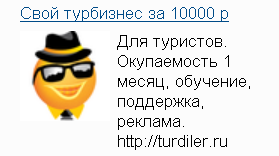 Свой турбизнес за 10000 р
Для туристов.
Окупаемость 1
месяц, обучение,
поддержка,
реклама.
http://turdiler.ru